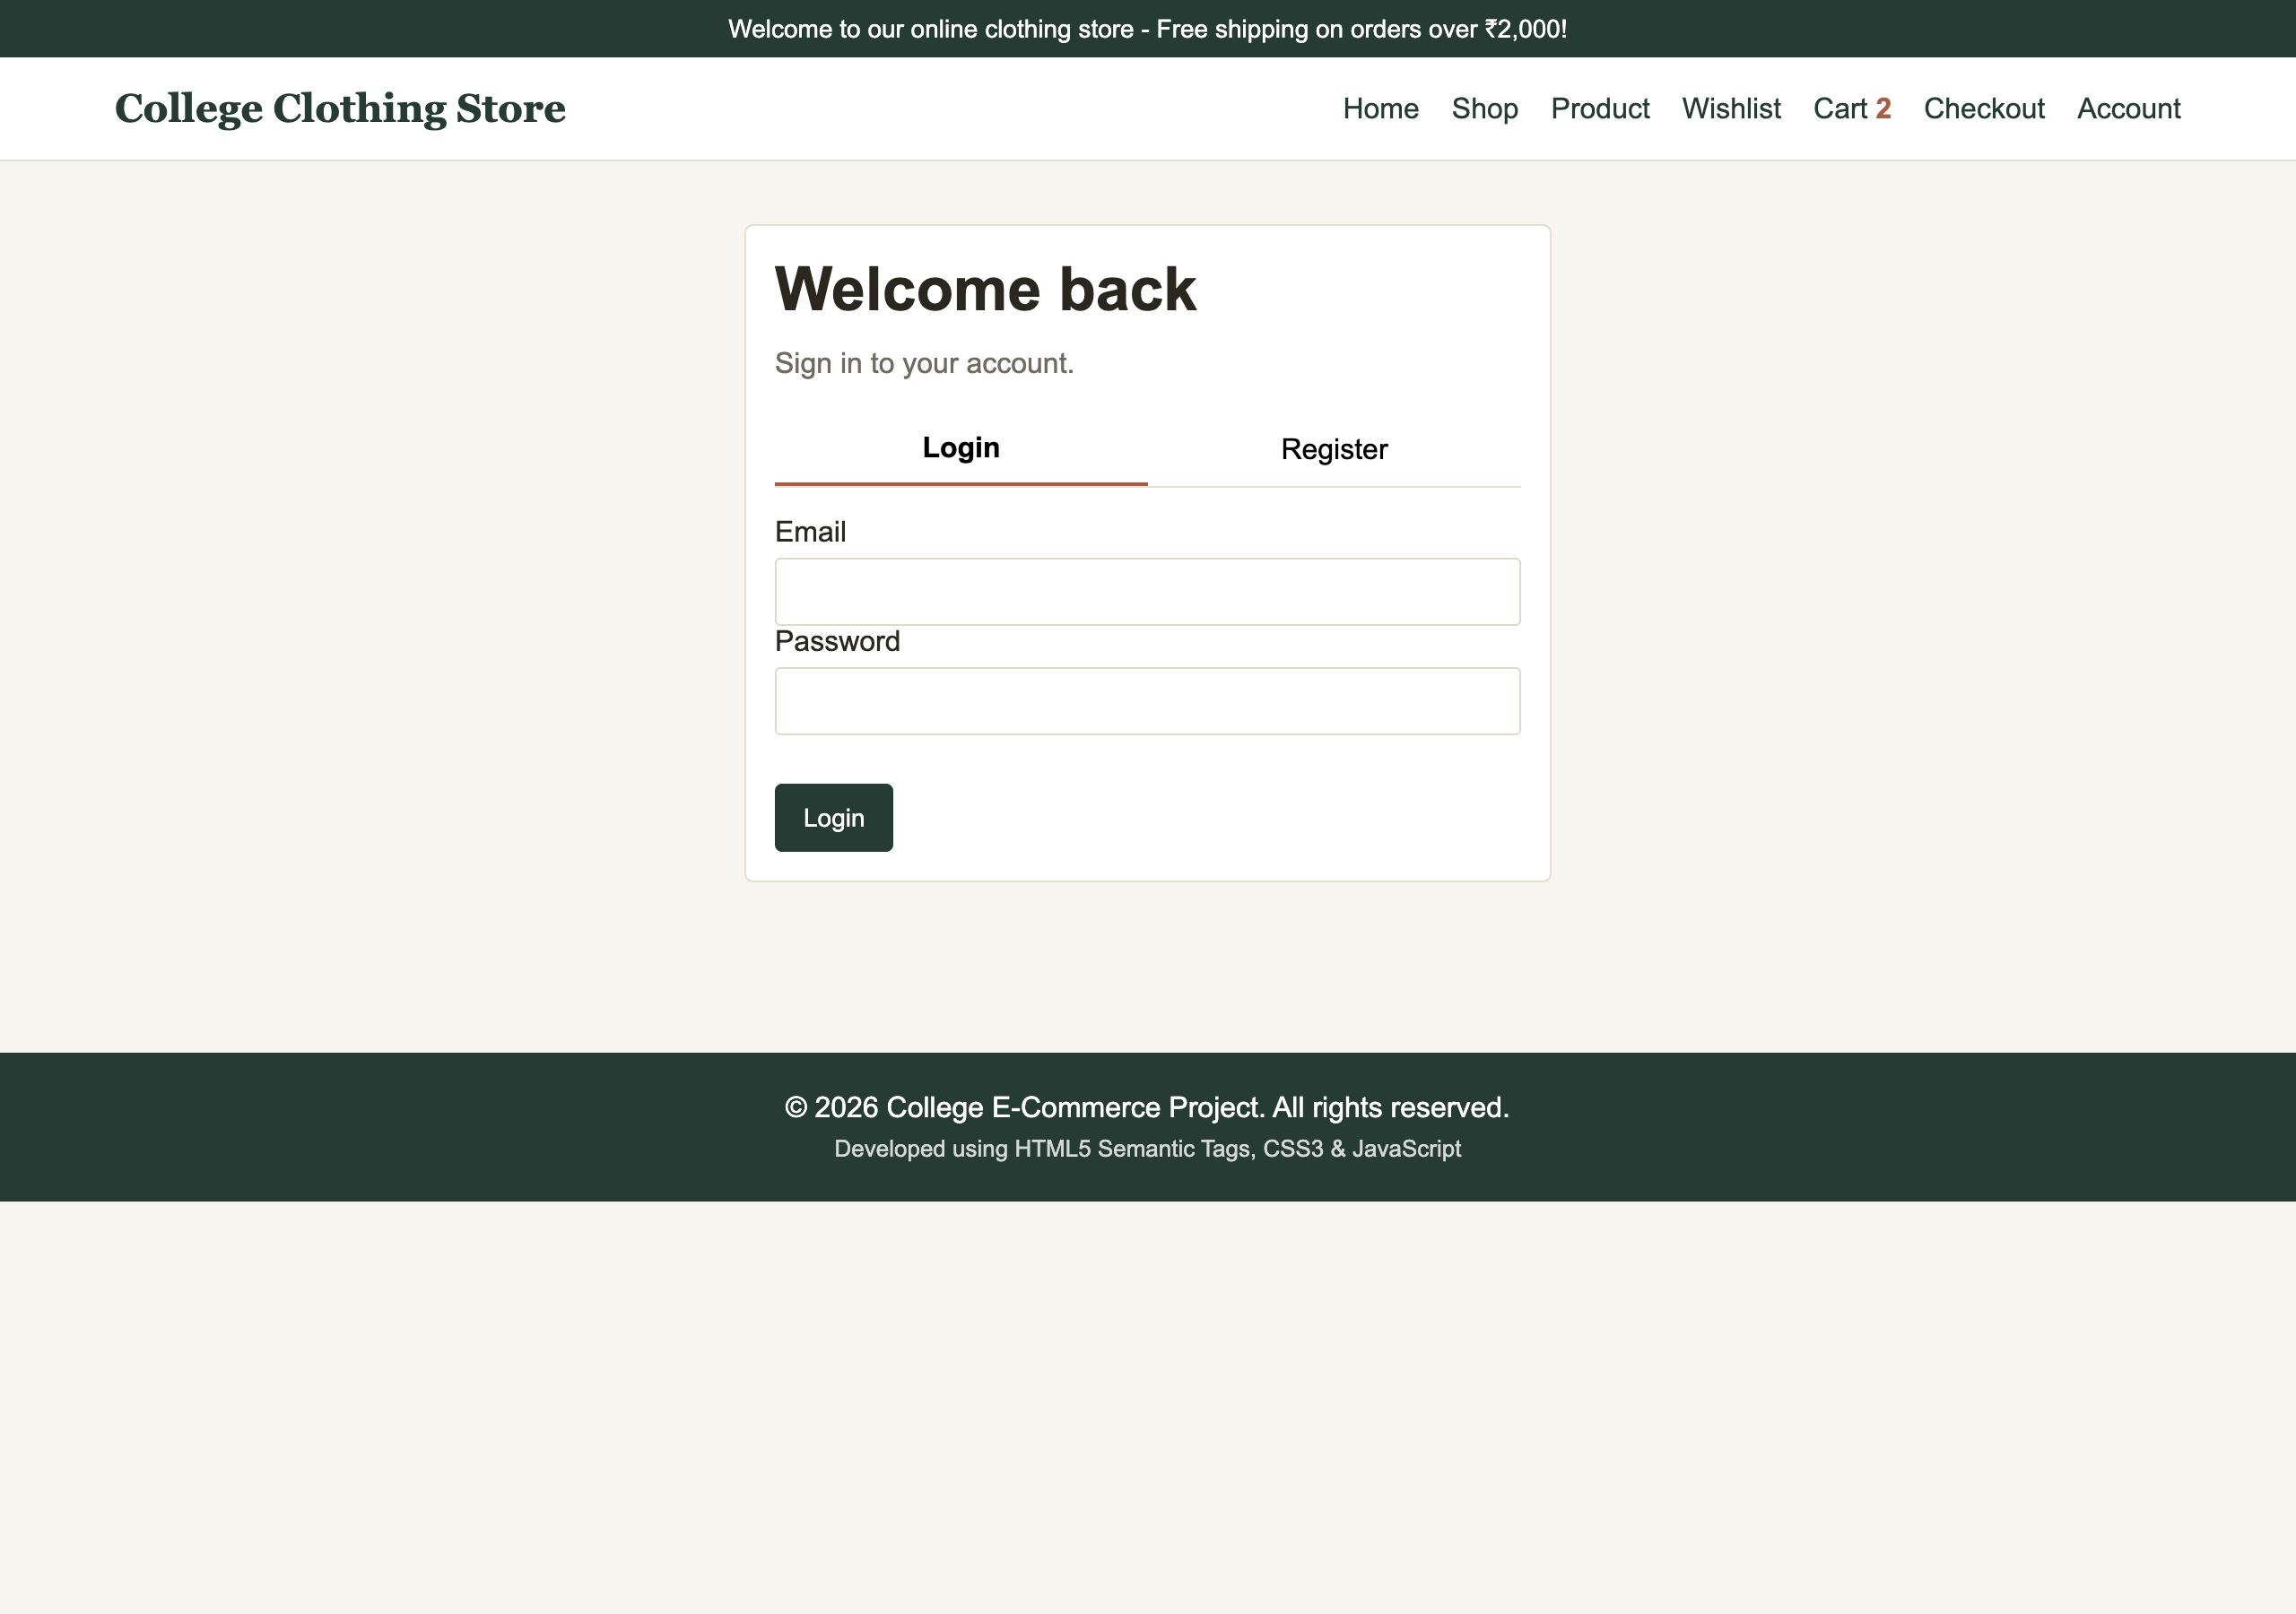 Welcome to our online clothing store - Free shipping on orders over ₹2,000!
College Clothing Store
Home Shop Product Wishlist Cart 2 Checkout Account
Welcome back
Sign in to your account.
Login Register
Email
Password
Login
© 2026 College E-Commerce Project. All rights reserved.
Developed using HTML5 Semantic Tags, CSS3 & JavaScript